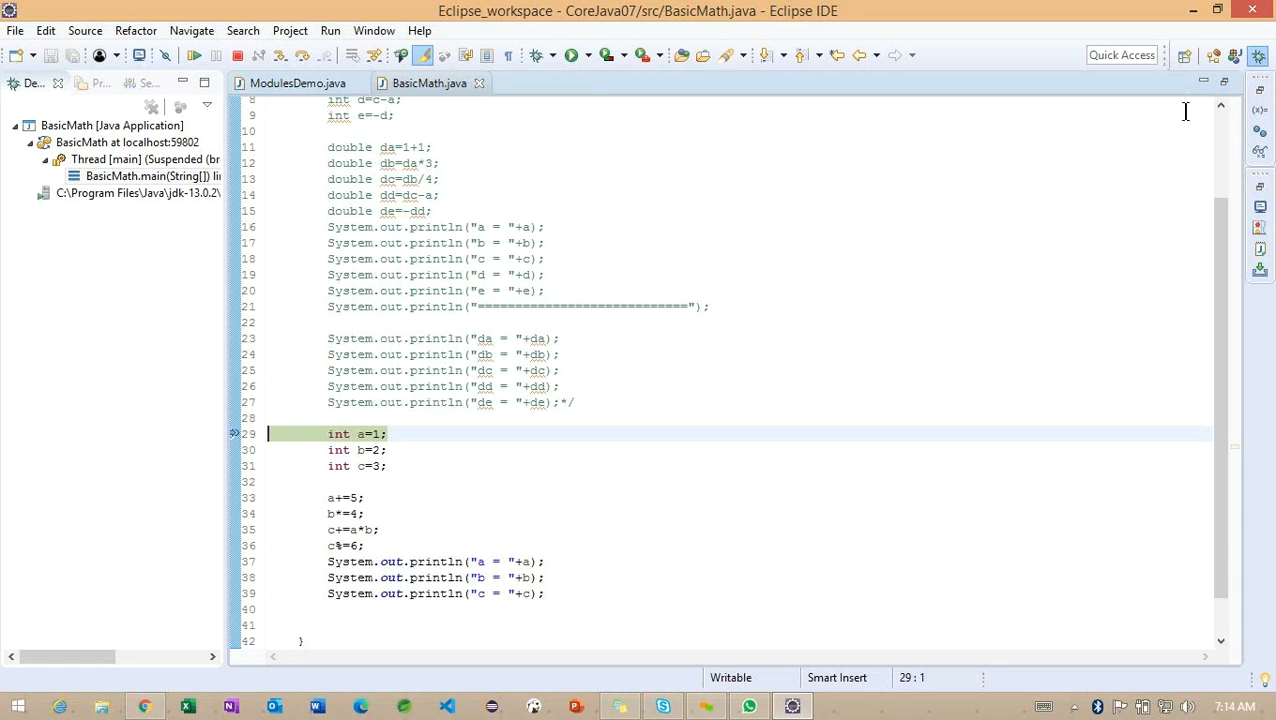 Eclipse_workspace - CoreJava07/src/BasicMath.java - Eclipse IDE
File Edit Source Refactor Navigate Search Project Run Window Help
Quick Access
De... Pr... Se...
ModulesDemo.java BasicMath.java
BasicMath [Java Application]
BasicMath at localhost:59802
Thread [main] (Suspended (br
BasicMath.main(String[]) li
C:\Program Files\Java\jdk-13.0.2\
8 int d=c-a;
9 int e=-d;
10
11 double da=1+1;
12 double db=da*3;
13 double dc=db/4;
14 double dd=dc-a;
15 double de=-dd;
16 System.out.println("a = "+a);
17 System.out.println("b = "+b);
18 System.out.println("c = "+c);
19 System.out.println("d = "+d);
20 System.out.println("e = "+e);
21 System.out.println("===========================");
22
23 System.out.println("da = "+da);
24 System.out.println("db = "+db);
25 System.out.println("dc = "+dc);
26 System.out.println("dd = "+dd);
27 System.out.println("de = "+de);*/
28
29 int a=1;
30 int b=2;
31 int c=3;
32
33 a+=5;
34 b*=4;
35 c+=a*b;
36 c%=6;
37 System.out.println("a = "+a);
38 System.out.println("b = "+b);
39 System.out.println("c = "+c);
40
41
42 }
Writable Smart Insert 29 : 1
7:14 AM